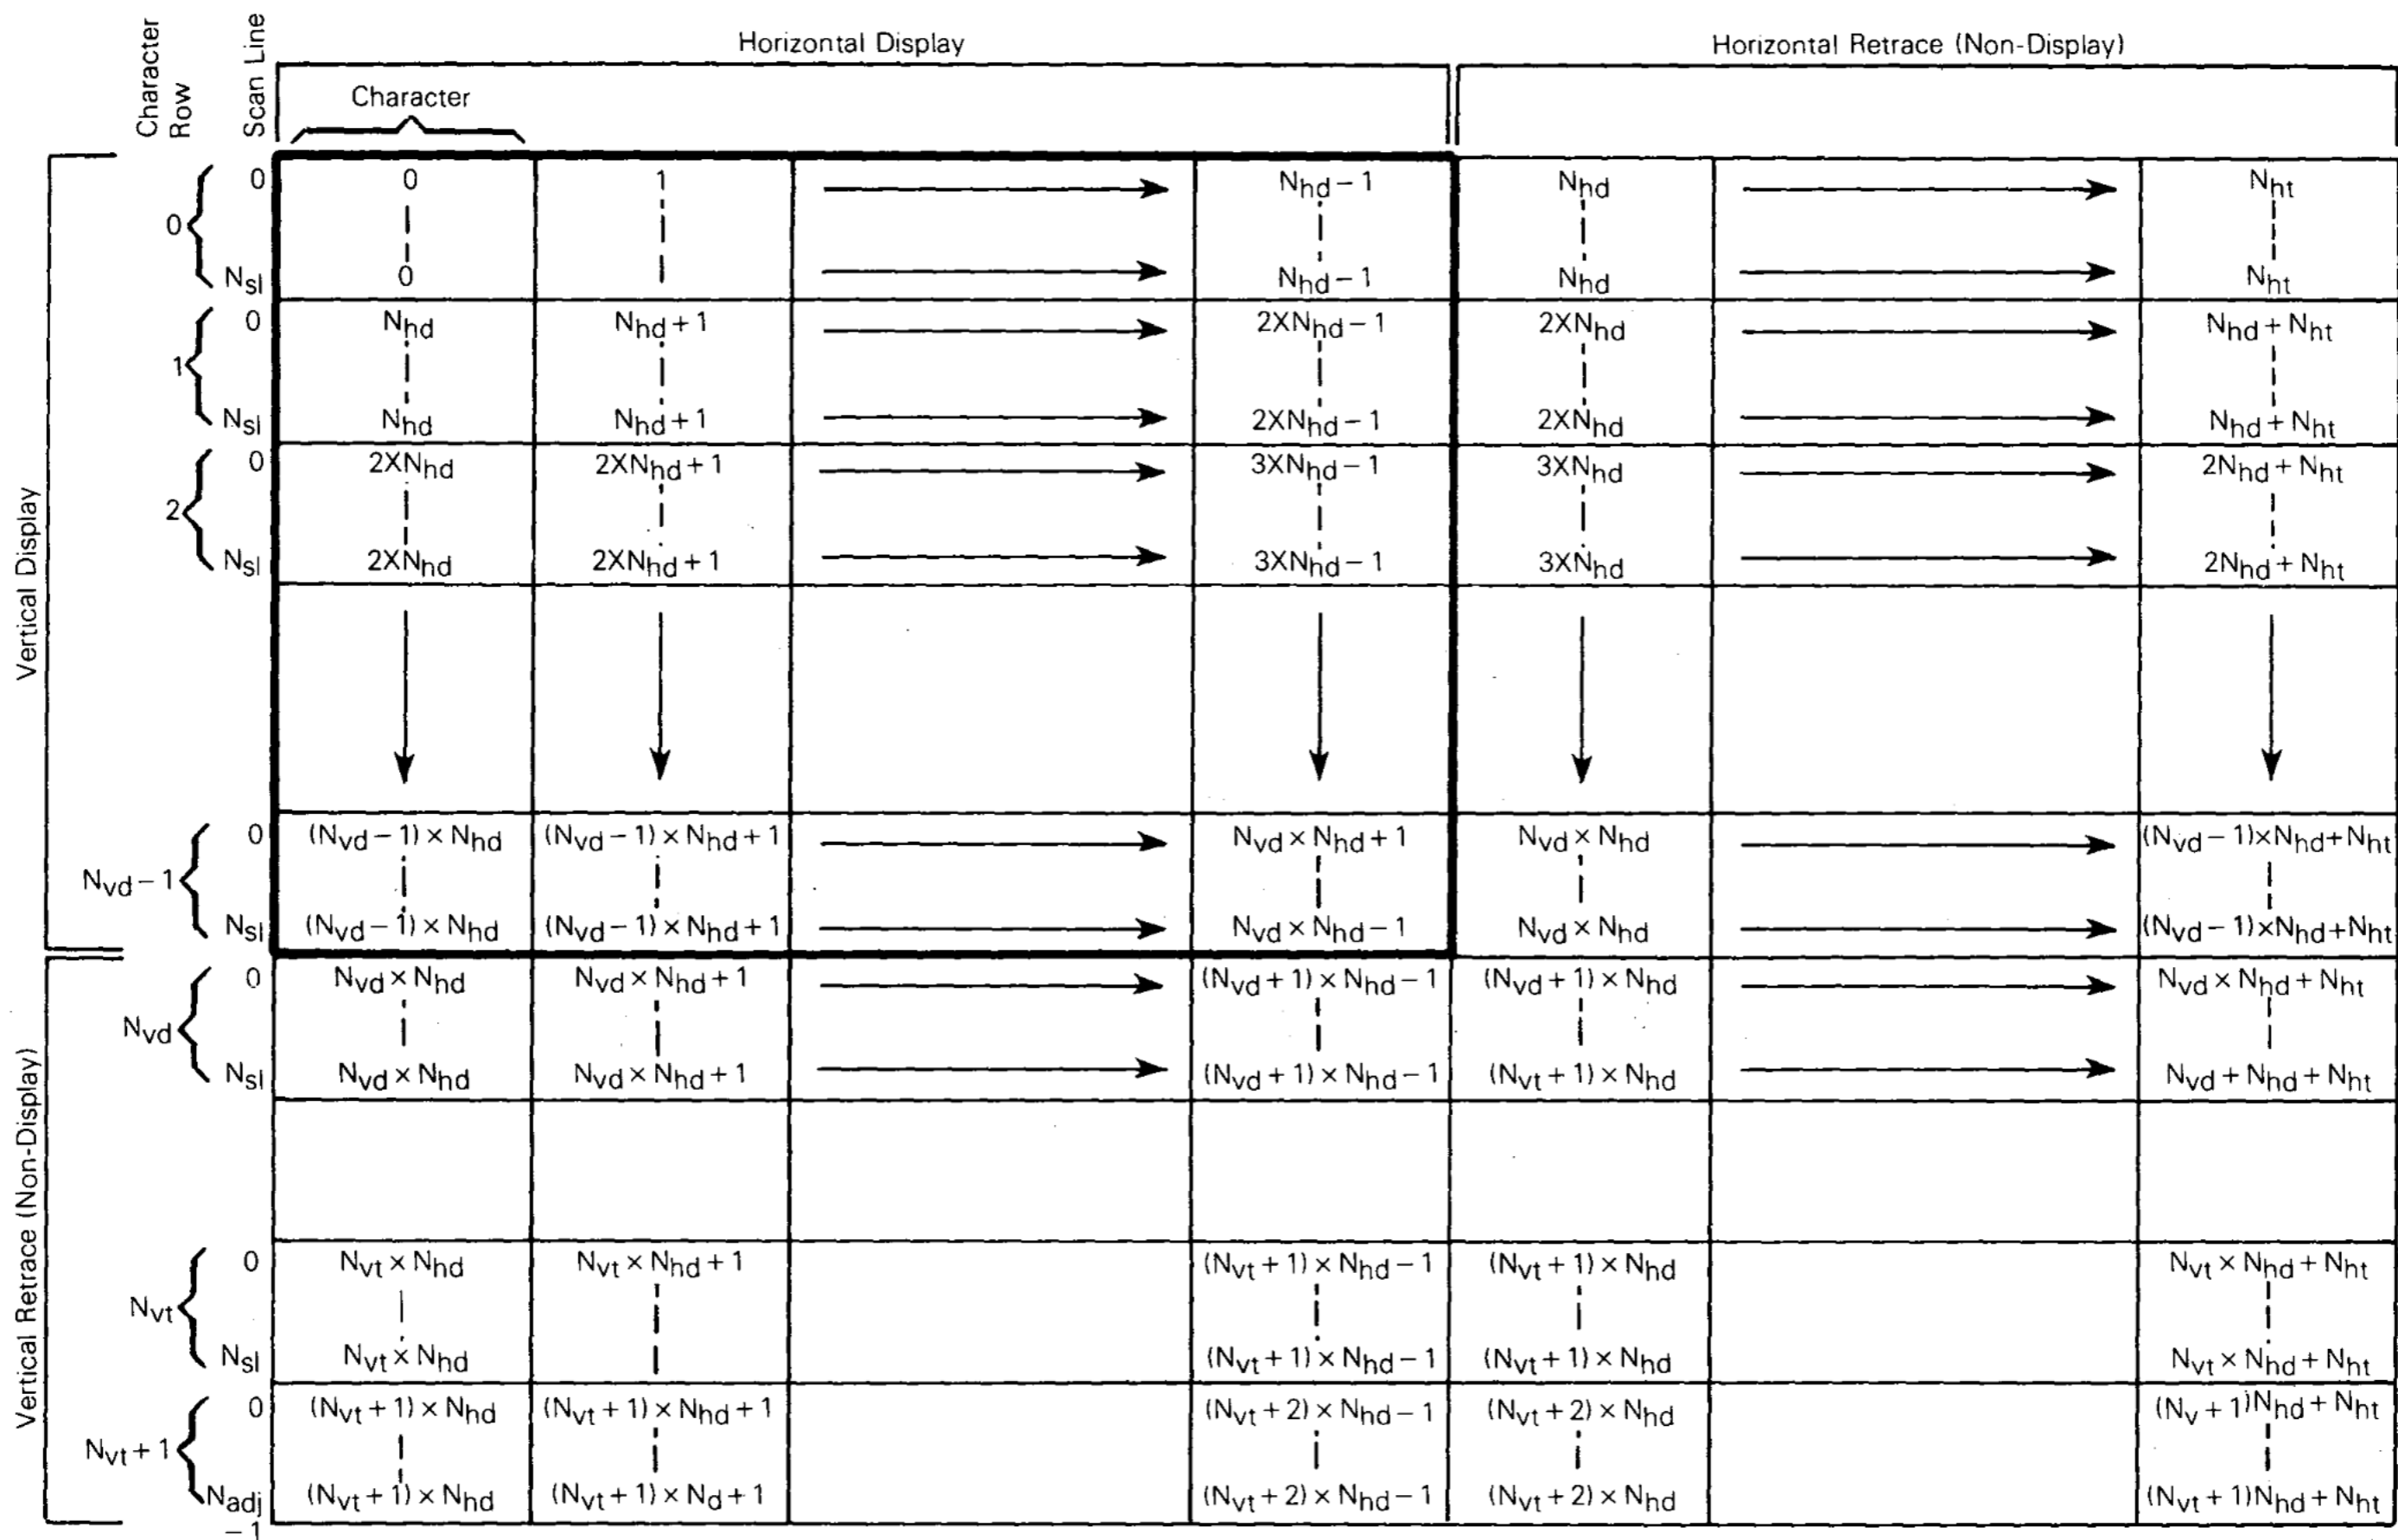 Horizontal Display Horizontal Retrace (Non-Display)
Character Row Scan Line Character
Vertical Display
0 0 0 1 Nhd − 1 Nhd Nht
Nsl 0 Nhd − 1 Nhd Nht
1 0 Nhd Nhd + 1 2XNhd − 1 2XNhd Nhd + Nht
Nsl Nhd Nhd + 1 2XNhd − 1 2XNhd Nhd + Nht
2 0 2XNhd 2XNhd + 1 3XNhd − 1 3XNhd 2Nhd + Nht
Nsl 2XNhd 2XNhd + 1 3XNhd − 1 3XNhd 2Nhd + Nht
Nvd − 1 0 (Nvd − 1) × Nhd (Nvd − 1) × Nhd + 1 Nvd × Nhd + 1 Nvd × Nhd (Nvd − 1)×Nhd+Nht
Nsl (Nvd − 1) × Nhd (Nvd − 1) × Nhd + 1 Nvd × Nhd − 1 Nvd × Nhd (Nvd − 1)×Nhd+Nht
Vertical Retrace (Non-Display)
Nvd 0 Nvd × Nhd Nvd × Nhd + 1 (Nvd + 1) × Nhd − 1 (Nvd + 1) × Nhd Nvd × Nhd + Nht
Nsl Nvd × Nhd Nvd × Nhd + 1 (Nvd + 1) × Nhd − 1 (Nvt + 1) × Nhd Nvd + Nhd + Nht
Nvt 0 Nvt × Nhd Nvt × Nhd + 1 (Nvt + 1) × Nhd − 1 (Nvt + 1) × Nhd Nvt × Nhd + Nht
Nsl Nvt × Nhd (Nvt + 1) × Nhd − 1 (Nvt + 1) × Nhd Nvt × Nhd + Nht
Nvt + 1 0 (Nvt + 1) × Nhd (Nvt + 1) × Nhd + 1 (Nvt + 2) × Nhd − 1 (Nvt + 2) × Nhd (Nv + 1)Nhd + Nht
Nadj − 1 (Nvt + 1) × Nhd (Nvt + 1) × Nd + 1 (Nvt + 2) × Nhd − 1 (Nvt + 2) × Nhd (Nvt + 1)Nhd + Nht